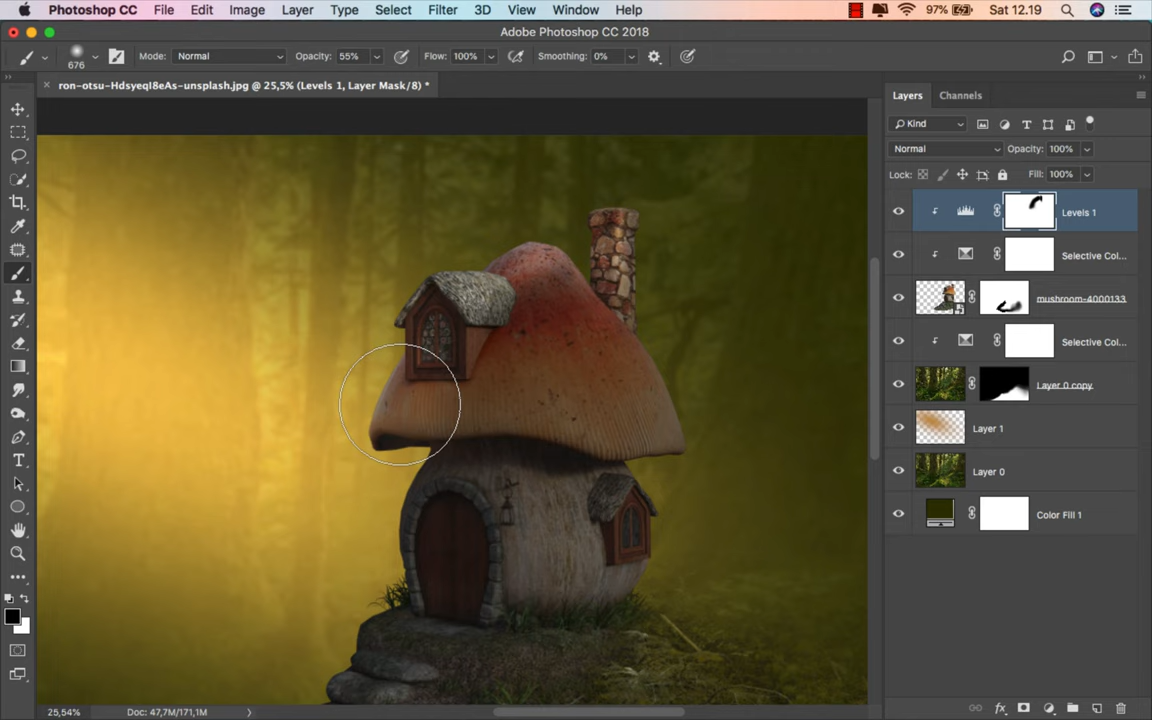 Photoshop CC File Edit Image Layer Type Select Filter 3D View Window Help 97% Sat 12.19
Adobe Photoshop CC 2018
676 Mode: Normal Opacity: 55% Flow: 100% Smoothing: 0%
ron-otsu-HdsyeqI8eAs-unsplash.jpg @ 25,5% (Levels 1, Layer Mask/8) *
Layers Channels
Kind
Normal Opacity: 100%
Lock: Fill: 100%
Levels 1
Selective Col...
mushroom-4000133
Selective Col...
Layer 0 copy
Layer 1
Layer 0
Color Fill 1
25,54% Doc: 47,7M/171,1M